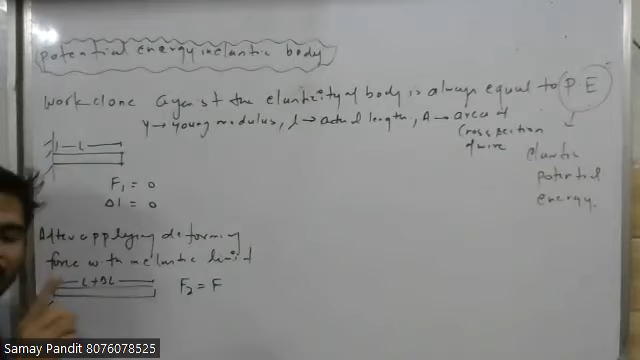 potential energy in elastic body
Work done against the elasticity of body is always equal to P E
Y → young modulus, l → actual length, A → area of
cross section
of wire
elastic
potential
energy.
L
F₁ = 0
Δl = 0
After applying deforming
force with in elastic limit
L+ΔL
F₂ = F
Samay Pandit 8076078525